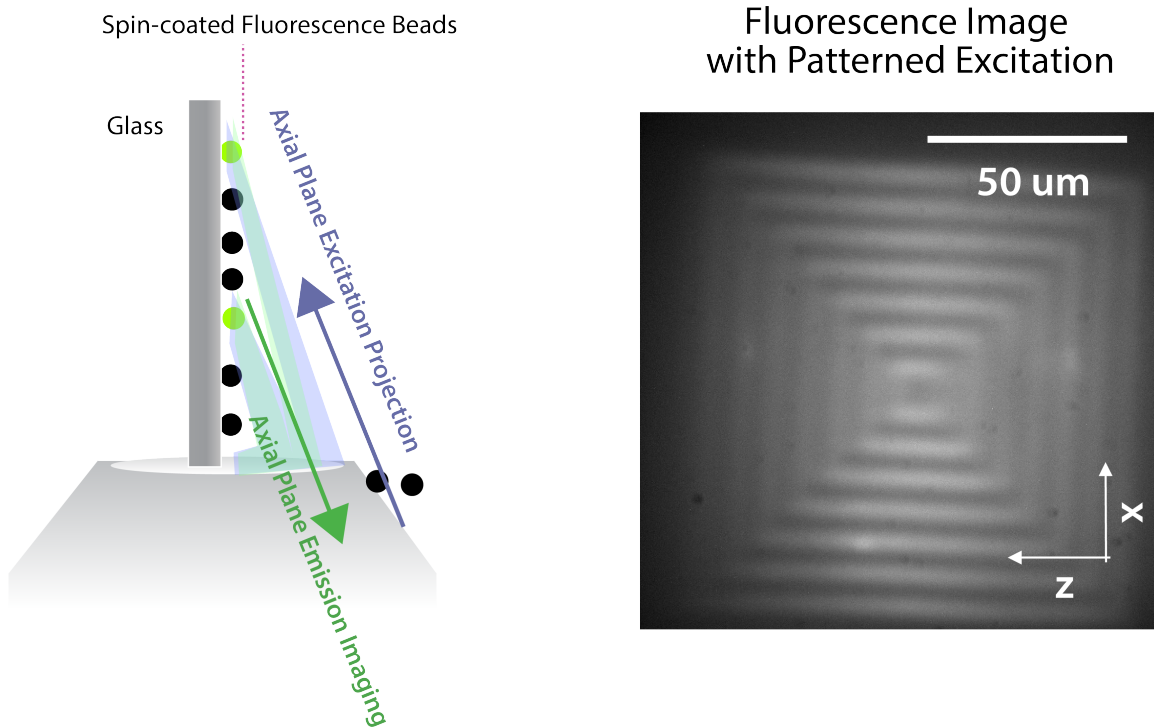 Spin-coated Fluorescence Beads
Glass
Axial Plane Excitation Projection
Axial Plane Emission Imaging
Fluorescence Image
with Patterned Excitation
50 um
x
z